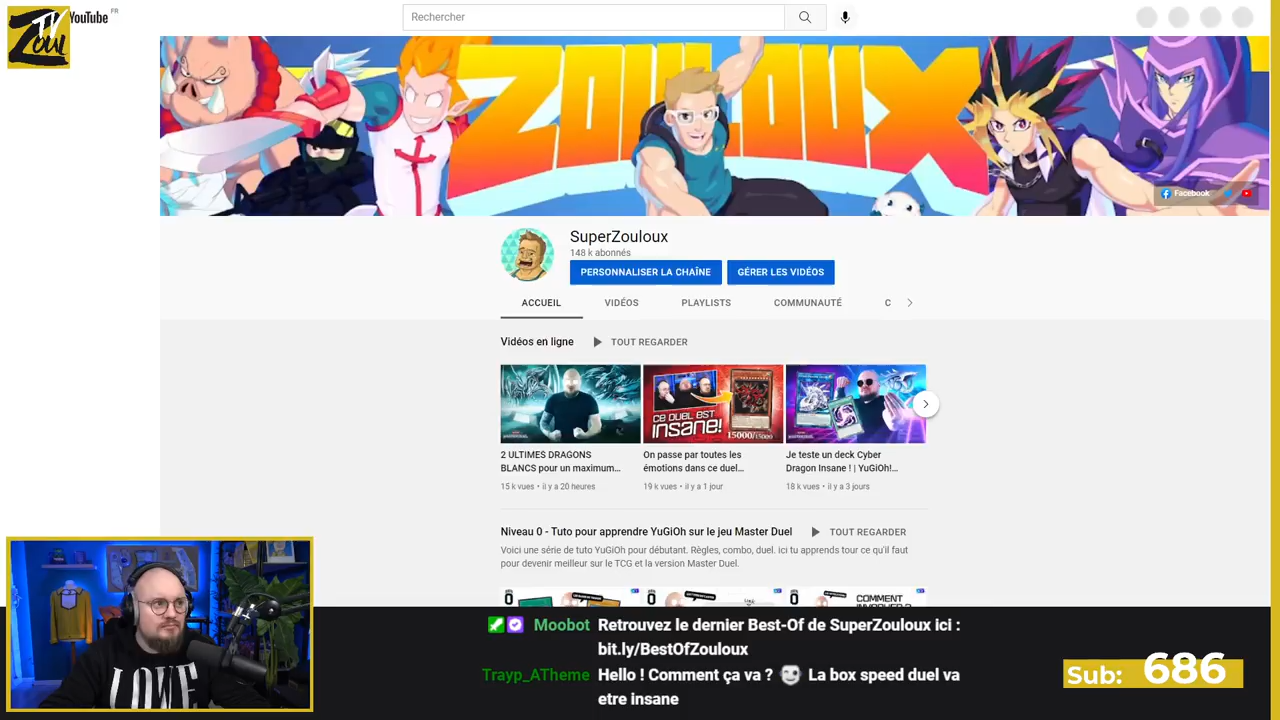 Zoul
TV
YouTube FR
Rechercher
ZOULOUX
Facebook
SuperZouloux
148 k abonnés
PERSONNALISER LA CHAÎNE
GÉRER LES VIDÉOS
ACCUEIL
VIDÉOS
PLAYLISTS
COMMUNAUTÉ
C
Vidéos en ligne
TOUT REGARDER
CE DUEL EST
INSANE!
15000/15000
2 ULTIMES DRAGONS
BLANCS pour un maximum...
15 k vues • il y a 20 heures
On passe par toutes les
émotions dans ce duel...
19 k vues • il y a 1 jour
Je teste un deck Cyber
Dragon Insane ! | YuGiOh!...
18 k vues • il y a 3 jours
Niveau 0 - Tuto pour apprendre YuGiOh sur le jeu Master Duel
TOUT REGARDER
Voici une série de tuto YuGiOh pour débutant. Règles, combo, duel. ici tu apprends tour ce qu'il faut
pour devenir meilleur sur le TCG et la version Master Duel.
0
0
0
COMMENT
LOVE
Moobot Retrouvez le dernier Best-Of de SuperZouloux ici :
bit.ly/BestOfZouloux
Trayp_ATheme Hello ! Comment ça va ? La box speed duel va
etre insane
Sub: 686